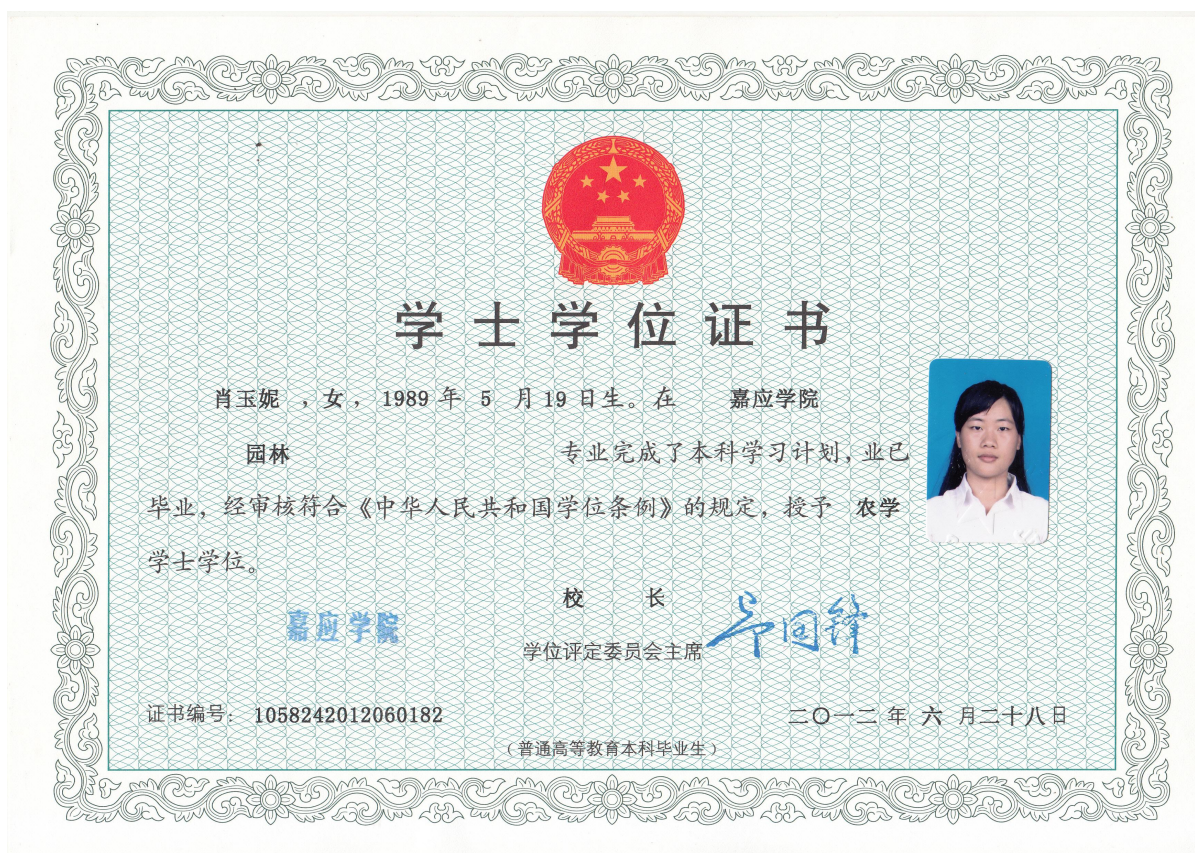 学士学位证书
肖玉妮 ，女，1989 年 5 月 19 日生。在 嘉应学院
园林 专业完成了本科学习计划，业已
毕业，经审核符合《中华人民共和国学位条例》的规定，授予 农学
学士学位。
校 长
嘉应学院
学位评定委员会主席
证书编号：1058242012060182
二〇一二 年 六 月二十八日
（普通高等教育本科毕业生）